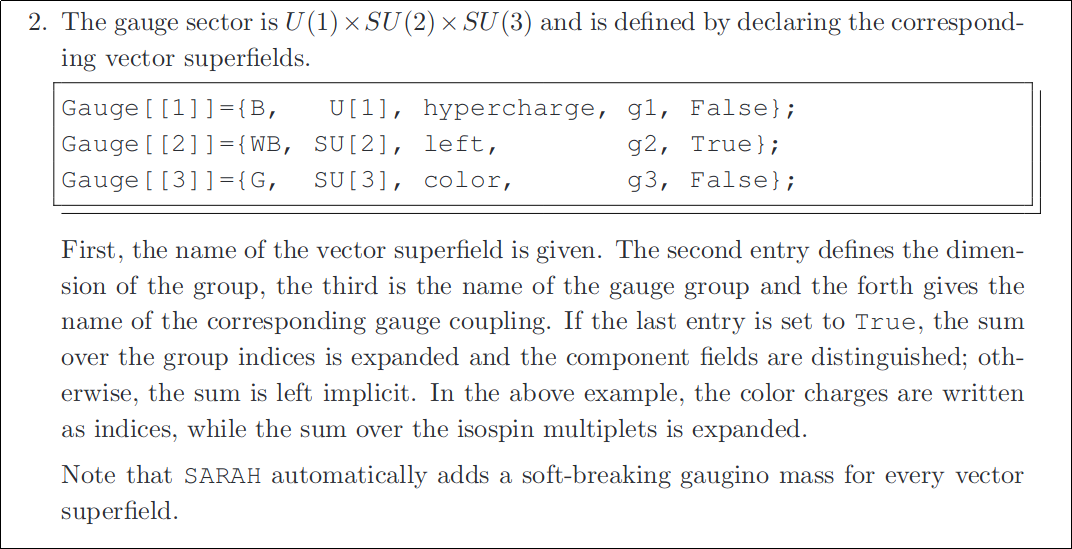 2. The gauge sector is U(1)×SU(2)×SU(3) and is defined by declaring the correspond-
ing vector superfields.
Gauge[[1]]={B,   U[1], hypercharge, g1, False};
Gauge[[2]]={WB, SU[2], left,        g2, True};
Gauge[[3]]={G,  SU[3], color,       g3, False};
First, the name of the vector superfield is given. The second entry defines the dimen-
sion of the group, the third is the name of the gauge group and the forth gives the
name of the corresponding gauge coupling. If the last entry is set to True, the sum
over the group indices is expanded and the component fields are distinguished; oth-
erwise, the sum is left implicit. In the above example, the color charges are written
as indices, while the sum over the isospin multiplets is expanded.
Note that SARAH automatically adds a soft-breaking gaugino mass for every vector
superfield.